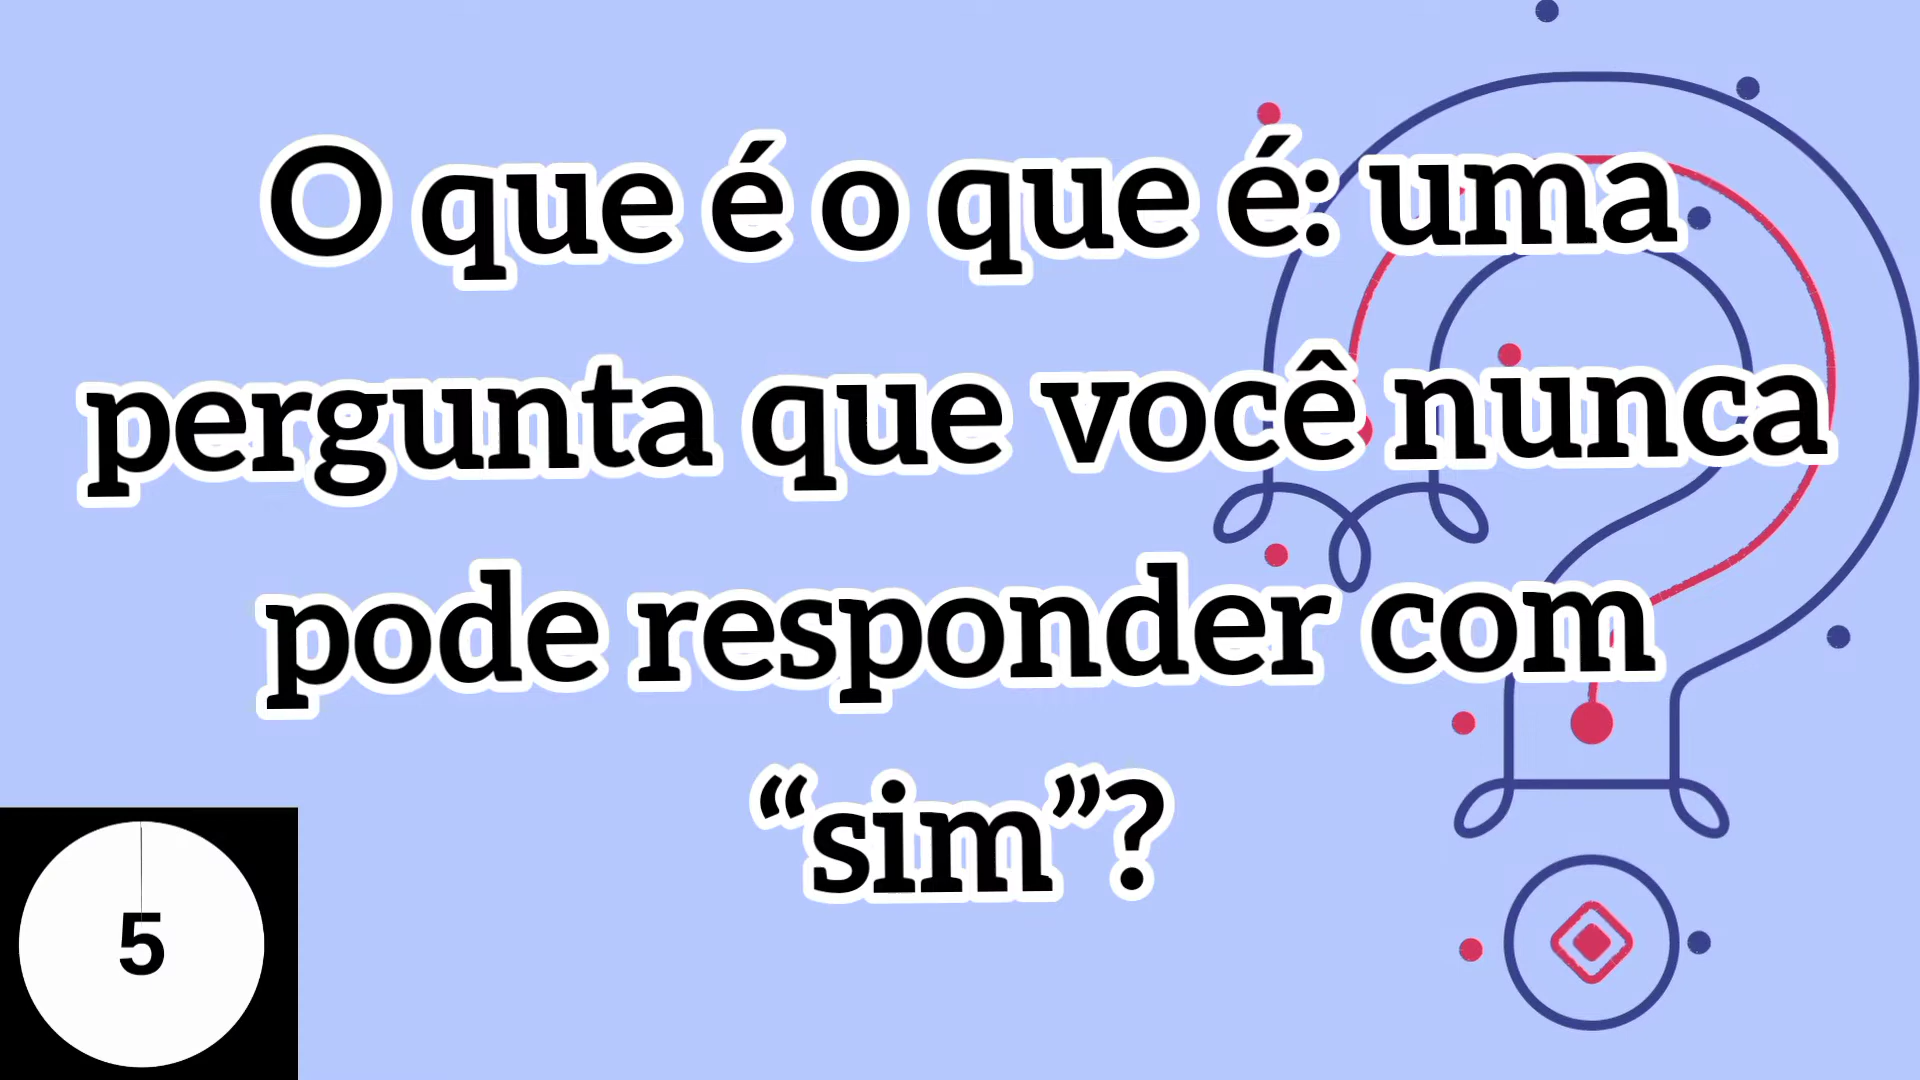 O que é o que é: uma
pergunta que você nunca
pode responder com
“sim”?
5